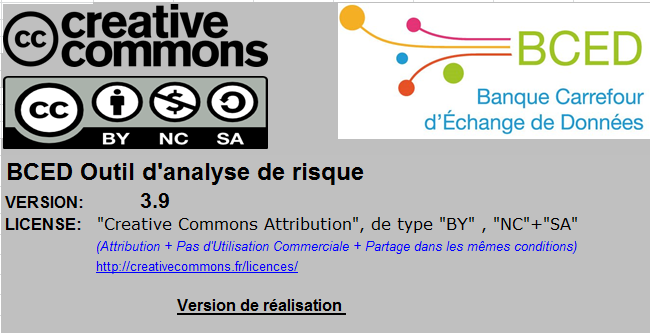 creative
commons
BCED
Banque Carrefour
d'Échange de Données
cc
BY NC SA
BCED Outil d'analyse de risque
VERSION: 3.9
LICENSE: "Creative Commons Attribution", de type "BY" , "NC"+"SA"
(Attribution + Pas d'Utilisation Commerciale + Partage dans les mêmes conditions)
http://creativecommons.fr/licences/
Version de réalisation